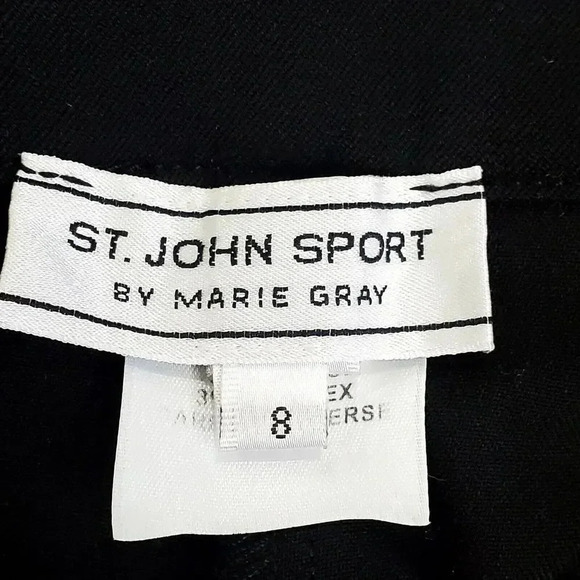 ST. JOHN SPORT
BY MARIE GRAY
8